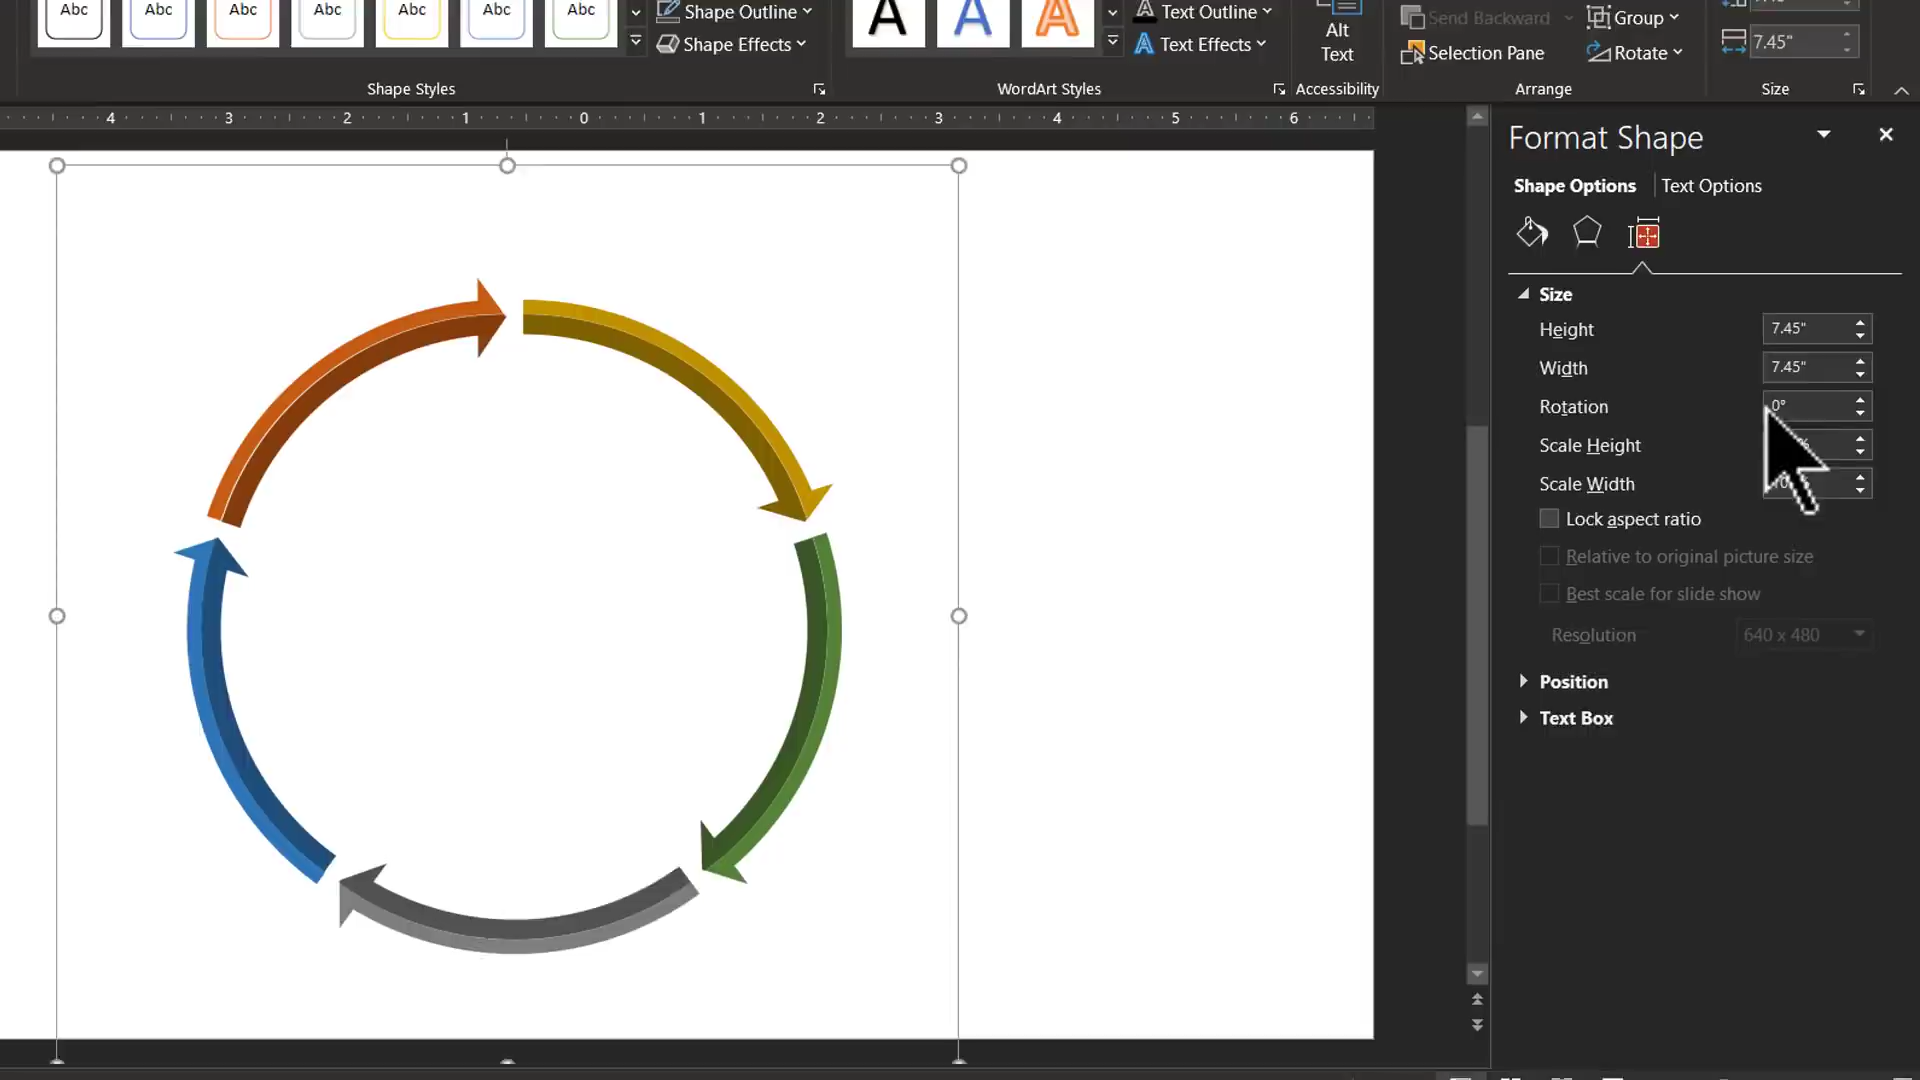 Abc Abc Abc Abc Abc Abc Abc
Shape Outline
Shape Effects
Shape Styles
A A A
Text Outline
Text Effects
WordArt Styles
Alt
Text
Accessibility
Send Backward
Selection Pane
Group
Rotate
Arrange
7.45"
Size
4 3 2 1 0 1 2 3 4 5 6
Format Shape
Shape Options Text Options
Size
Height 7.45"
Width 7.45"
Rotation 0°
Scale Height
Scale Width
Lock aspect ratio
Relative to original picture size
Best scale for slide show
Resolution 640 x 480
Position
Text Box